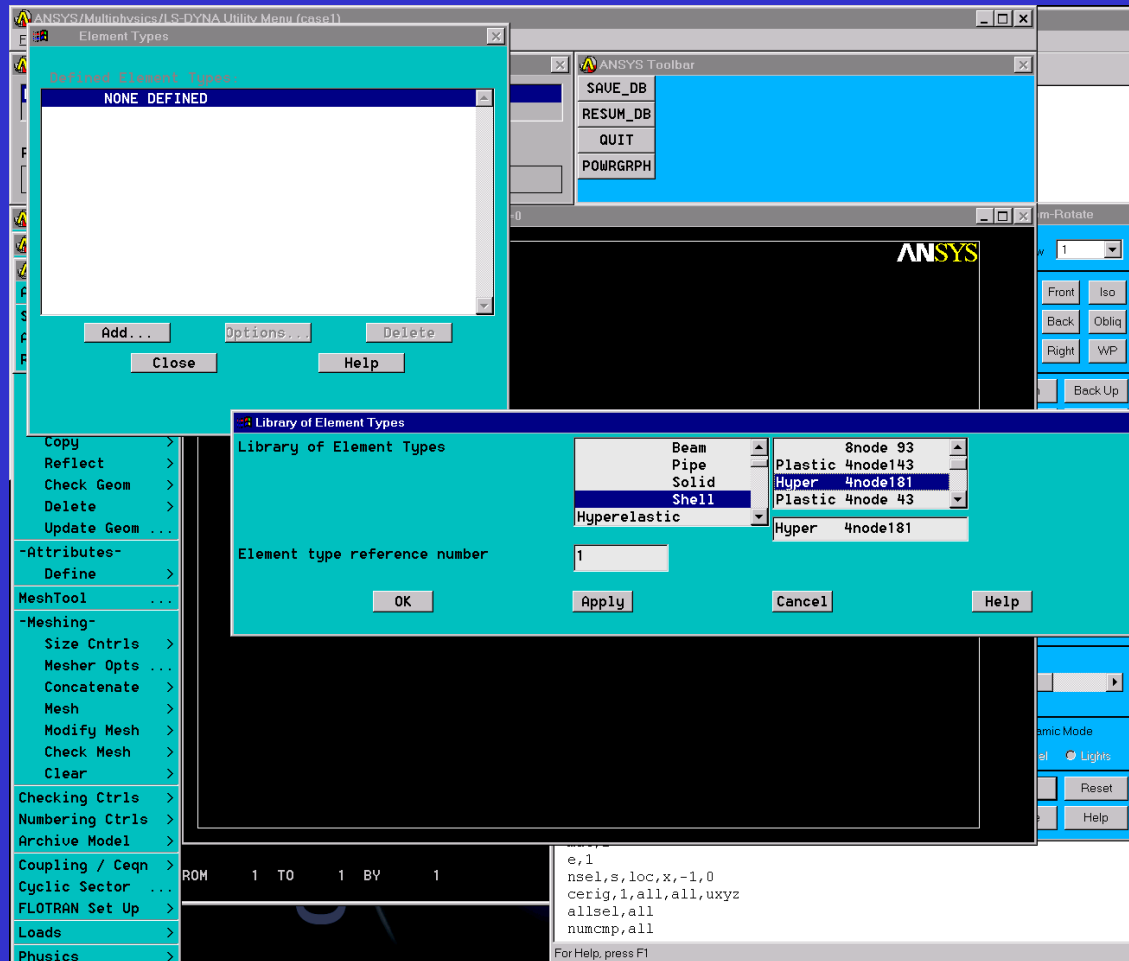 ANSYS/Multiphysics/LS-DYNA Utility Menu (case1)
Element Types
Defined Element Types
NONE DEFINED
Add...
Options...
Delete
Close
Help
ANSYS Toolbar
SAVE_DB
RESUM_DB
QUIT
POWRGRPH
ANSYS
m-Rotate
1
Front
Iso
Back
Obliq
Right
WP
Back Up
Library of Element Types
Library of Element Types
Beam
Pipe
Solid
Shell
Hyperelastic
8node 93
Plastic 4node143
Hyper 4node181
Plastic 4node 43
Hyper 4node181
Element type reference number
1
OK
Apply
Cancel
Help
Copy >
Reflect >
Check Geom >
Delete >
Update Geom ...
-Attributes-
Define >
MeshTool ...
-Meshing-
Size Cntrls >
Mesher Opts ...
Concatenate >
Mesh >
Modify Mesh >
Check Mesh >
Clear >
Checking Ctrls >
Numbering Ctrls >
Archive Model >
Coupling / Ceqn >
Cyclic Sector ...
FLOTRAN Set Up >
Loads >
Physics >
amic Mode
el
Lights
Reset
Help
ROM 1 TO 1 BY 1
e,1
nsel,s,loc,x,-1,0
cerig,1,all,all,uxyz
allsel,all
numcmp,all
For Help, press F1